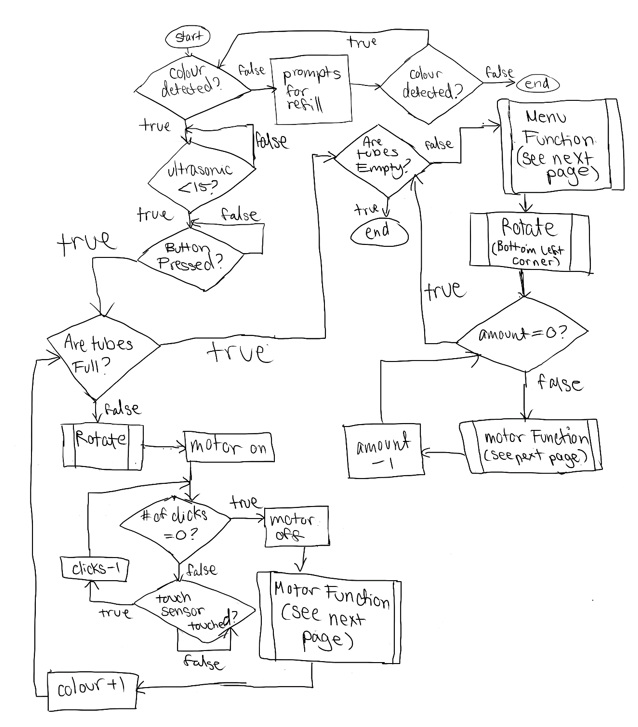 start
true
colour
detected?
false
prompts
for
refill
colour
detected?
false
end
true
false
ultrasonic
<15?
true
false
Button
Pressed?
true
Are
tubes
Empty?
false
true
end
Menu
Function
(see next
page)
Rotate
(Bottom left
corner)
true
amount=0?
false
motor Function
(see next page)
amount
-1
Are tubes
Full?
true
false
Rotate
motor on
# of clicks
=0?
true
motor
off
false
clicks-1
touch
sensor
touched?
true
false
Motor Function
(see next
page)
colour +1